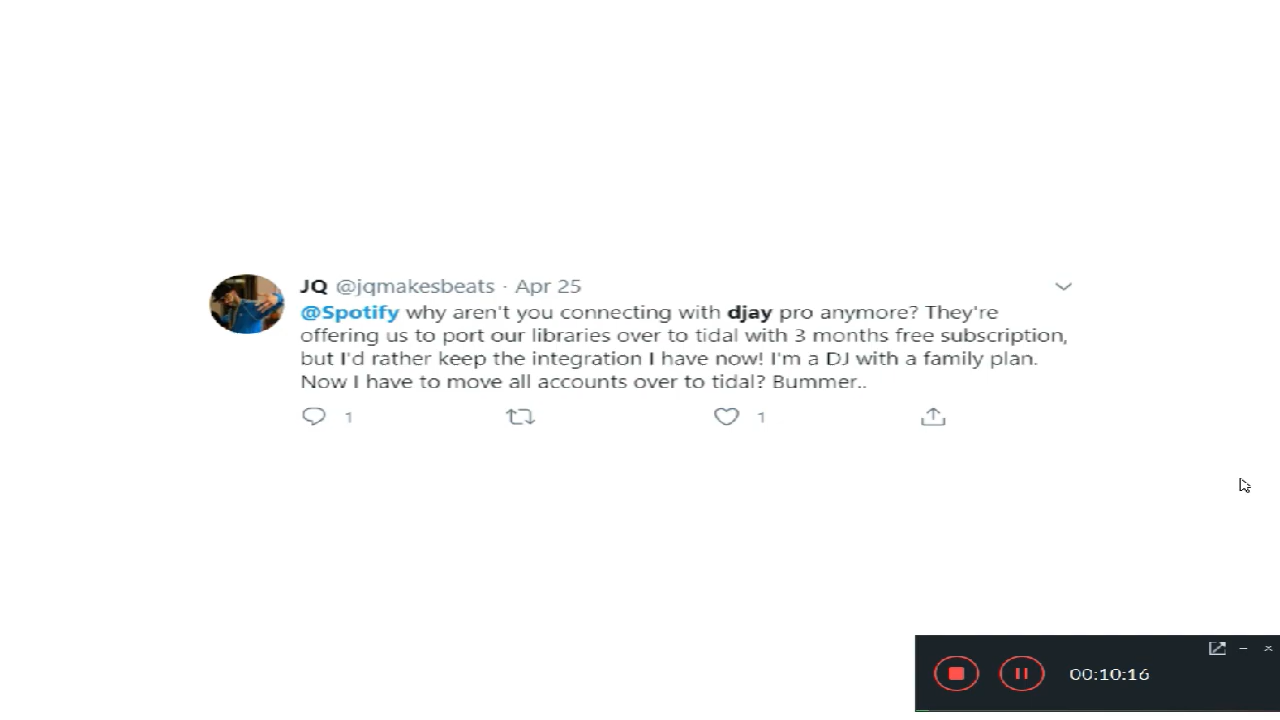 JQ @jqmakesbeats · Apr 25
@Spotify why aren't you connecting with djay pro anymore? They're
offering us to port our libraries over to tidal with 3 months free subscription,
but I'd rather keep the integration I have now! I'm a DJ with a family plan.
Now I have to move all accounts over to tidal? Bummer..
1 1
00:10:16